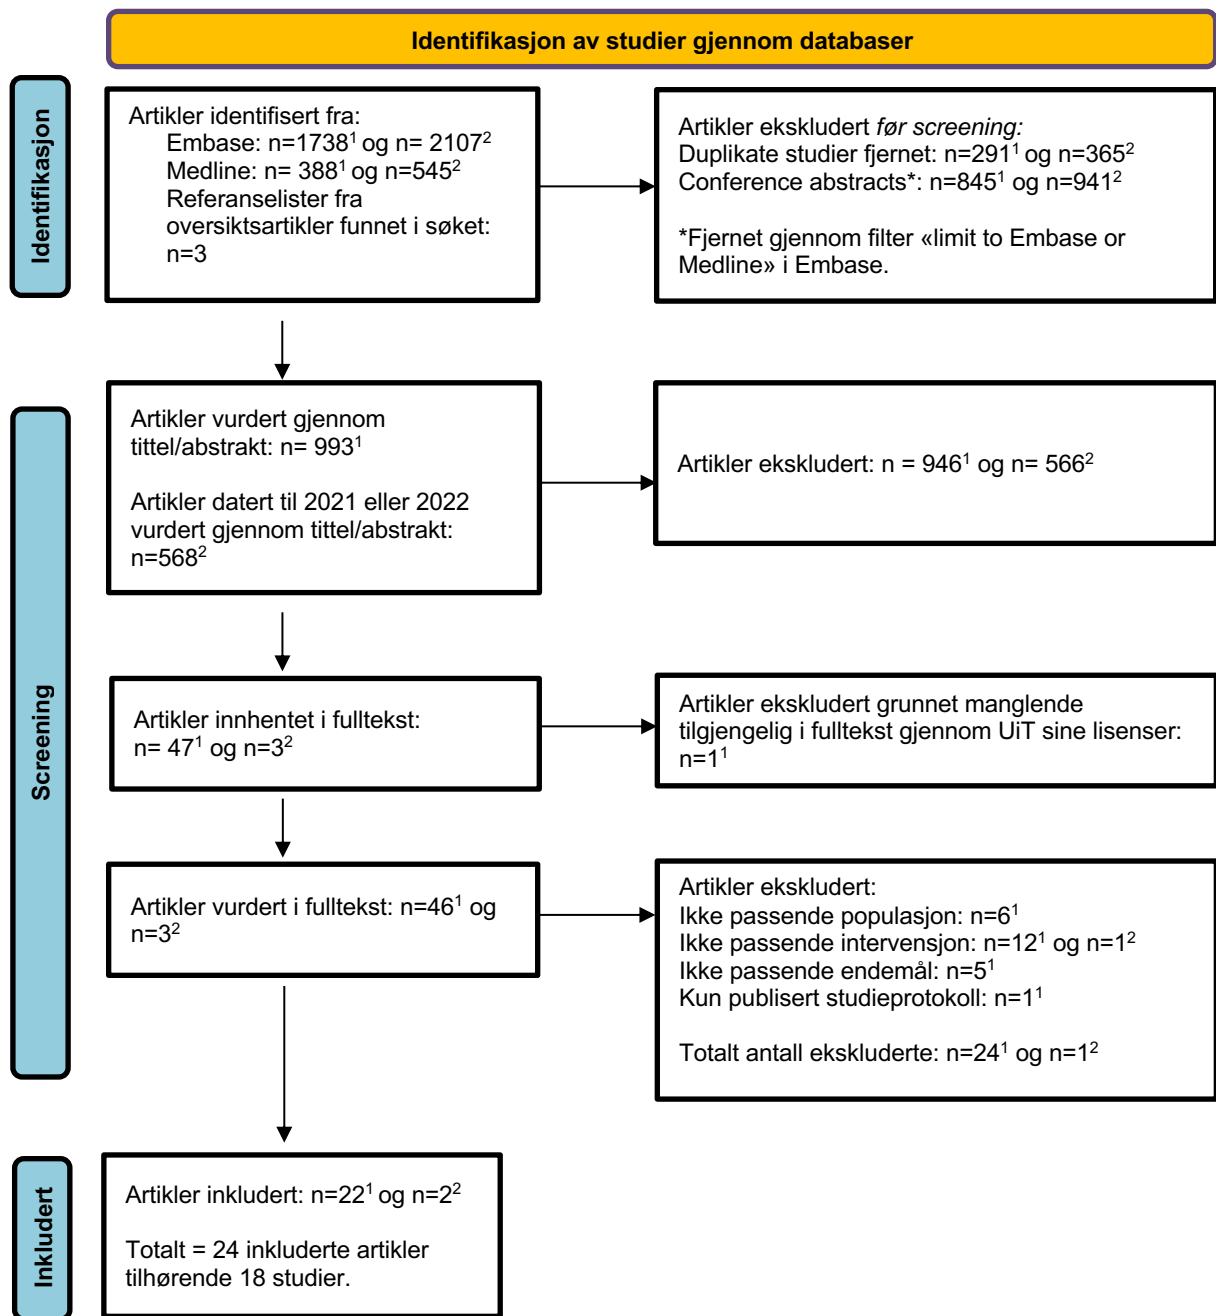 Identifikasjon av studier gjennom databaser
Identifikasjon
Artikler identifisert fra:
Embase: n=1738¹ og n= 2107²
Medline: n= 388¹ og n=545²
Referanselister fra
oversiktsartikler funnet i søket:
n=3
Artikler ekskludert før screening:
Duplikate studier fjernet: n=291¹ og n=365²
Conference abstracts*: n=845¹ og n=941²
*Fjernet gjennom filter «limit to Embase or
Medline» i Embase.
Screening
Artikler vurdert gjennom
tittel/abstrakt: n= 993¹
Artikler datert til 2021 eller 2022
vurdert gjennom tittel/abstrakt:
n=568²
Artikler ekskludert: n = 946¹ og n= 566²
Artikler innhentet i fulltekst:
n= 47¹ og n=3²
Artikler ekskludert grunnet manglende
tilgjengelig i fulltekst gjennom UiT sine lisenser:
n=1¹
Artikler vurdert i fulltekst: n=46¹ og
n=3²
Artikler ekskludert:
Ikke passende populasjon: n=6¹
Ikke passende intervensjon: n=12¹ og n=1²
Ikke passende endemål: n=5¹
Kun publisert studieprotokoll: n=1¹
Totalt antall ekskluderte: n=24¹ og n=1²
Inkludert
Artikler inkludert: n=22¹ og n=2²
Totalt = 24 inkluderte artikler
tilhørende 18 studier.